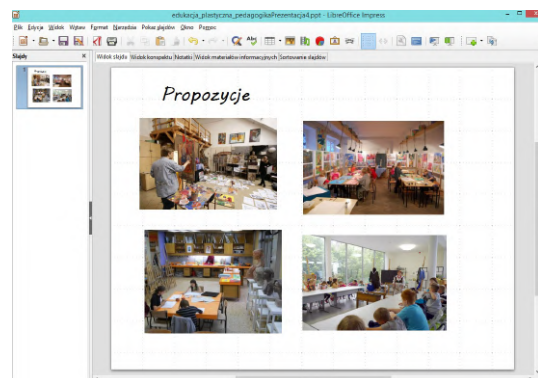 edukacja_plastyczna_pedagogikaPrezentacja4.ppt - LibreOffice Impress
Plik Edycja Widok Wstaw Format Narzędzia Pokaz slajdów Okno Pomoc
Slajdy
Widok slajdu Widok konspektu Notatki Widok materiałów informacyjnych Sortowanie slajdów
Propozycje